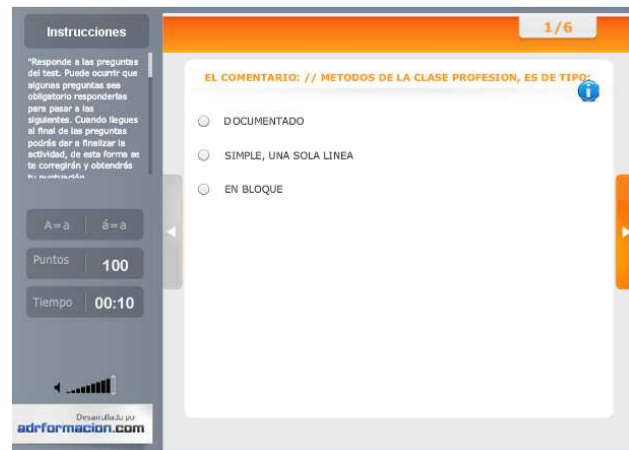 Instrucciones
1/6
"Responde a las preguntas
del test. Puede ocurrir que
algunas preguntas sea
obligatorio responderlas
para pasar a las
siguientes. Cuando llegues
al final de las preguntas
podrás dar a finalizar la
actividad, de esta forma se
te corregirán y obtendrás
tu puntuación
EL COMENTARIO: // METODOS DE LA CLASE PROFESION, ES DE TIPO:
DOCUMENTADO
SIMPLE, UNA SOLA LINEA
EN BLOQUE
A=a á=a
Puntos 100
Tiempo 00:10
Desarrollado por
adrformacion.com